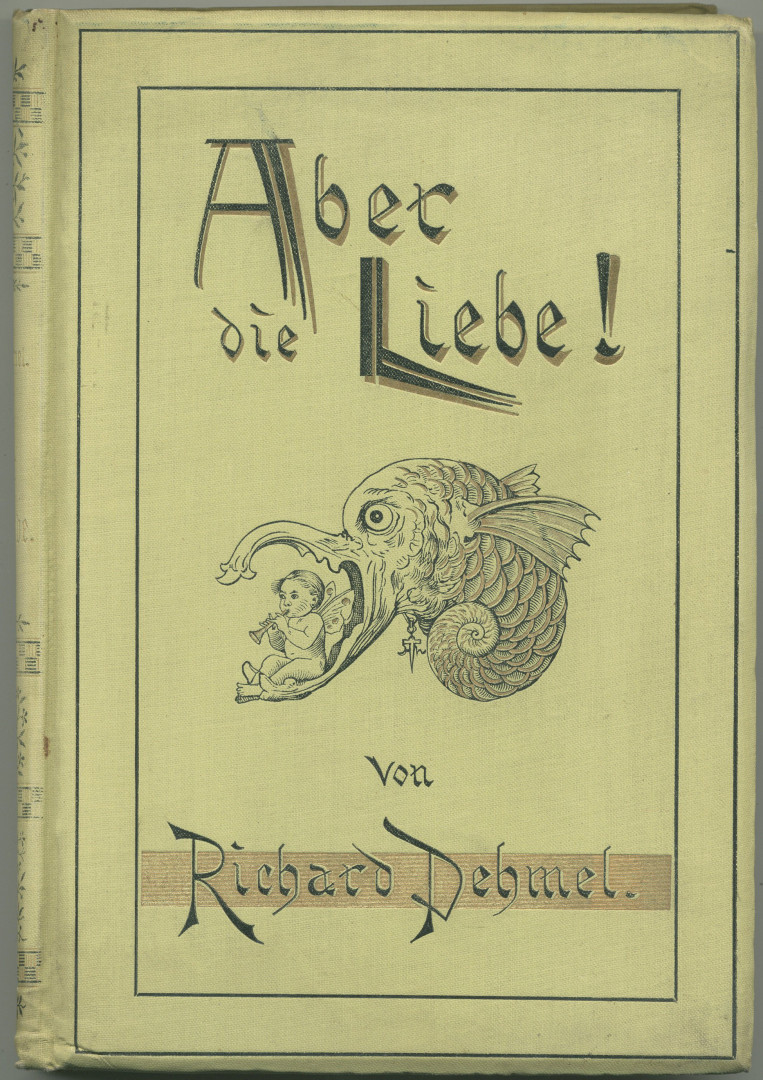 Aber
die Liebe!
von
Richard Dehmel.